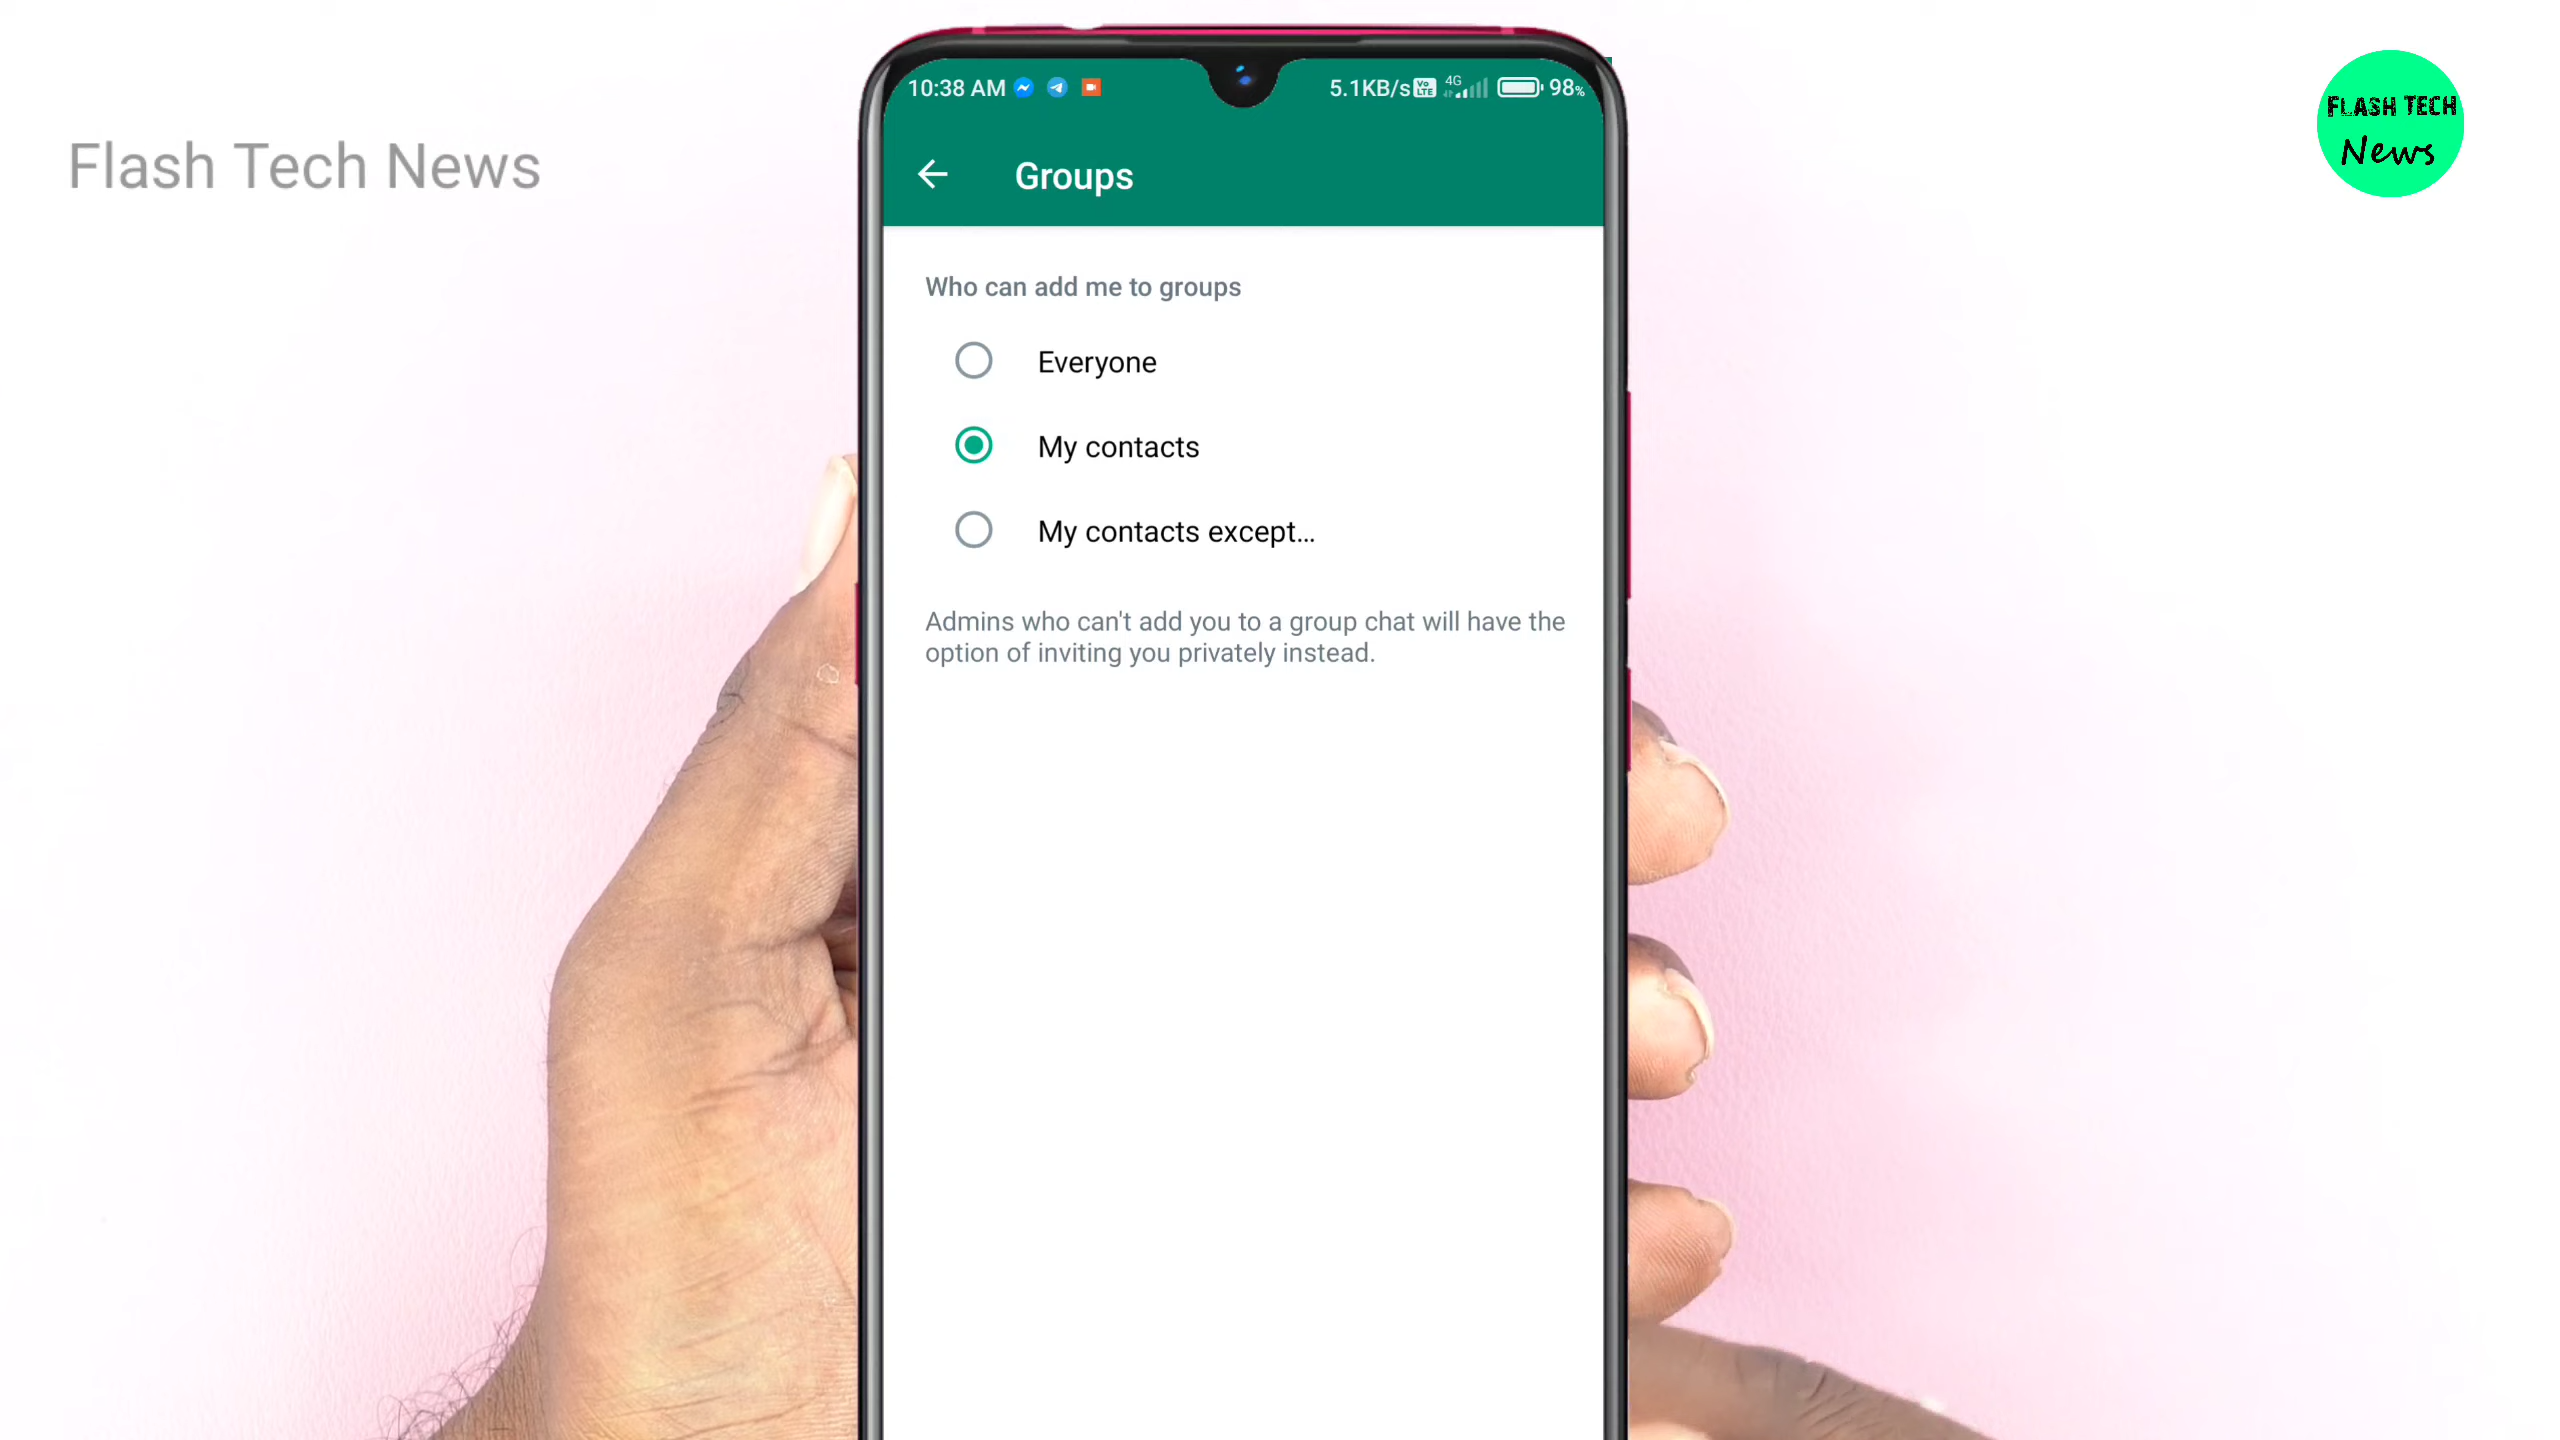 Flash Tech News
FLASH TECH
News
10:38 AM
5.1KB/s Vo LTE 4G 98%
Groups
Who can add me to groups
Everyone
My contacts
My contacts except...
Admins who can't add you to a group chat will have the
option of inviting you privately instead.